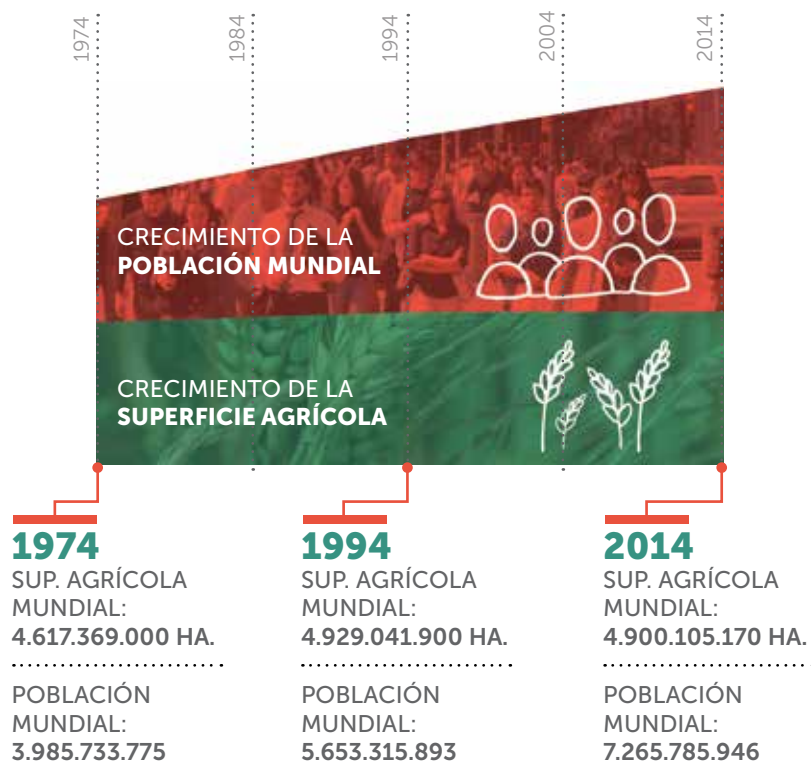 1974
1984
1994
2004
2014
CRECIMIENTO DE LA
POBLACIÓN MUNDIAL
CRECIMIENTO DE LA
SUPERFICIE AGRÍCOLA
1974
SUP. AGRÍCOLA
MUNDIAL:
4.617.369.000 HA.
POBLACIÓN
MUNDIAL:
3.985.733.775
1994
SUP. AGRÍCOLA
MUNDIAL:
4.929.041.900 HA.
POBLACIÓN
MUNDIAL:
5.653.315.893
2014
SUP. AGRÍCOLA
MUNDIAL:
4.900.105.170 HA.
POBLACIÓN
MUNDIAL:
7.265.785.946